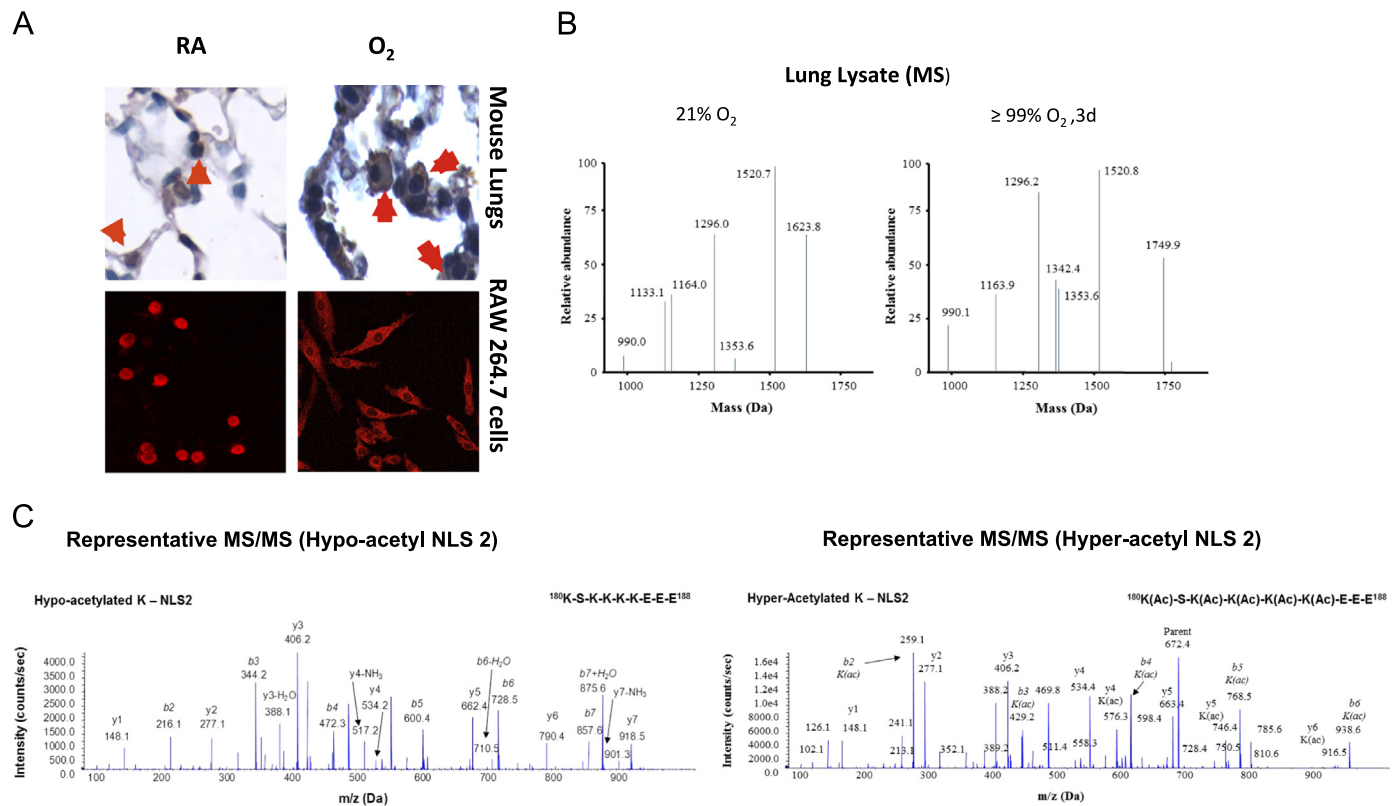 A
RA
O2
Mouse Lungs
RAW 264.7 cells
B
Lung Lysate (MS)
21% O2
≥ 99% O2 ,3d
100
75
50
25
0
Relative abundance
990.0
1133.1
1164.0
1296.0
1353.6
1520.7
1623.8
1000
1250
1500
1750
Mass (Da)
100
75
50
25
0
Relative abundance
990.1
1163.9
1296.2
1342.4
1353.6
1520.8
1749.9
1000
1250
1500
1750
Mass (Da)
C
Representative MS/MS (Hypo-acetyl NLS 2)
Hypo-acetylated K – NLS2
180K-S-K-K-K-K-E-E-E188
Intensity (counts/sec)
4000.0
3500.0
3000.0
2500.0
2000.0
1500.0
1000.0
500.0
0.0
y1
148.1
b2
216.1
y2
277.1
b3
344.2
y3-H2O
388.1
y3
406.2
b4
472.3
y4-NH3
517.2
y4
534.2
b5
600.4
y5
662.4
b6-H2O
710.5
b6
728.5
y6
790.4
b7
857.6
b7+H2O
875.6
y7-NH3
901.3
y7
918.5
100
200
300
400
500
600
700
800
900
m/z (Da)
Representative MS/MS (Hyper-acetyl NLS 2)
Hyper-Acetylated K – NLS2
180K(Ac)-S-K(Ac)-K(Ac)-K(Ac)-K(Ac)-E-E-E188
Intensity (counts/sec)
1.6e4
1.4e4
1.2e4
1.0e4
8000.0
6000.0
4000.0
2000.0
0.0
102.1
126.1
y1
148.1
b2
K(ac)
213.1
241.1
259.1
y2
277.1
352.1
388.2
389.2
y3
406.2
b3
K(ac)
429.2
469.8
511.4
y4
534.4
558.3
y4
K(ac)
576.3
b4
K(ac)
598.4
y5
663.4
Parent
672.4
728.4
y5
K(ac)
746.4
750.5
b5
K(ac)
768.5
785.6
810.6
y6
K(ac)
916.5
b6
K(ac)
938.6
100
200
300
400
500
600
700
800
900
m/z (Da)